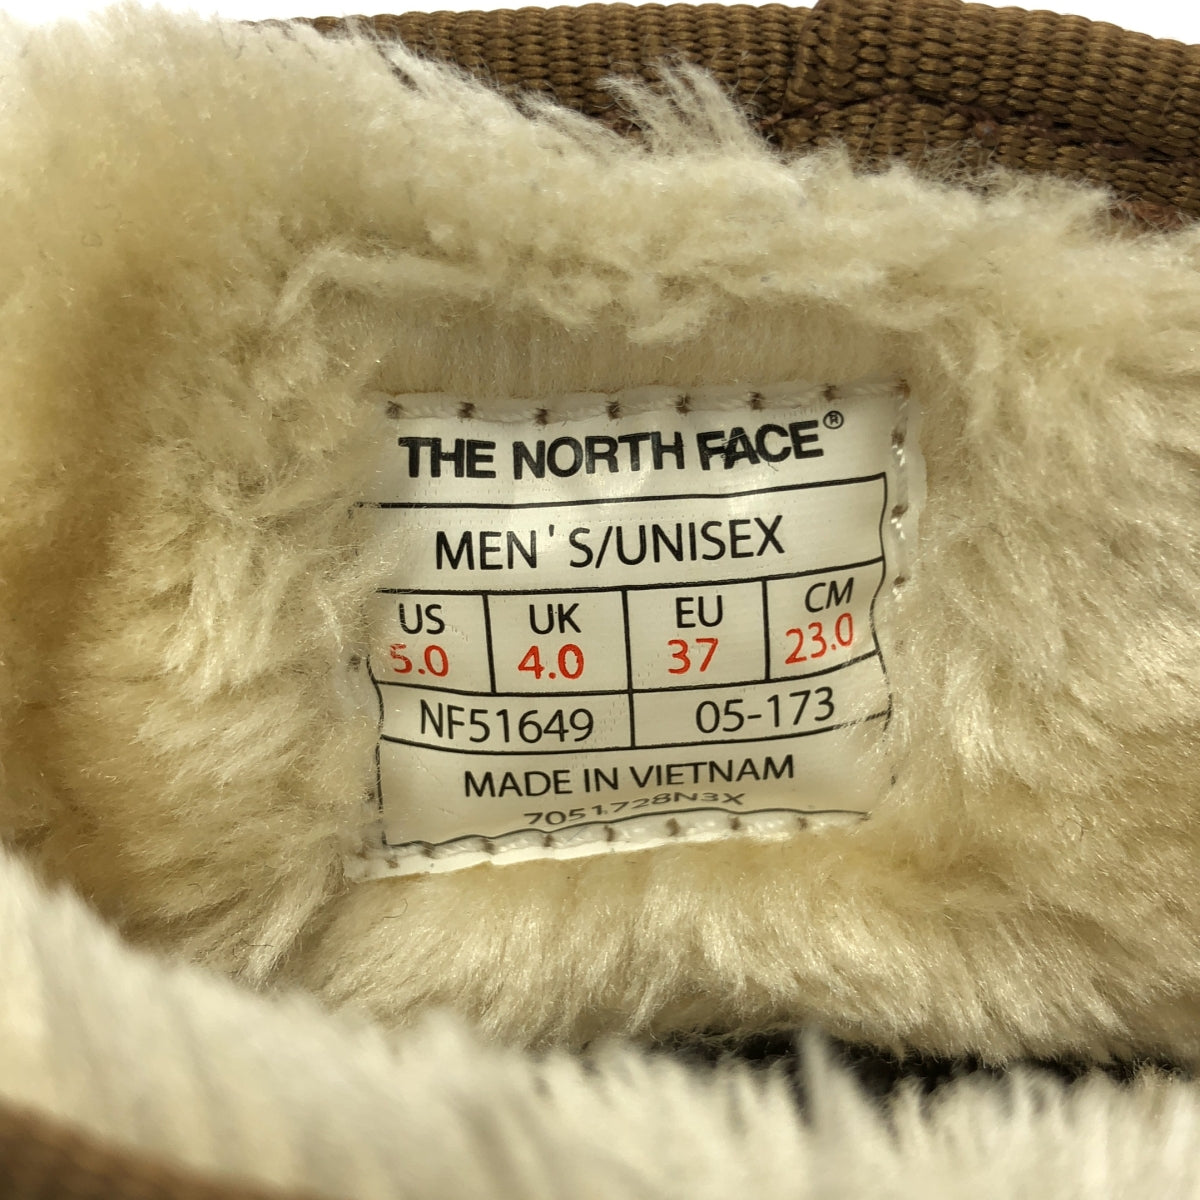 THE NORTH FACE®
MEN'S/UNISEX
US UK EU CM
5.0 4.0 37 23.0
NF51649 05-173
MADE IN VIETNAM
7051728N3X